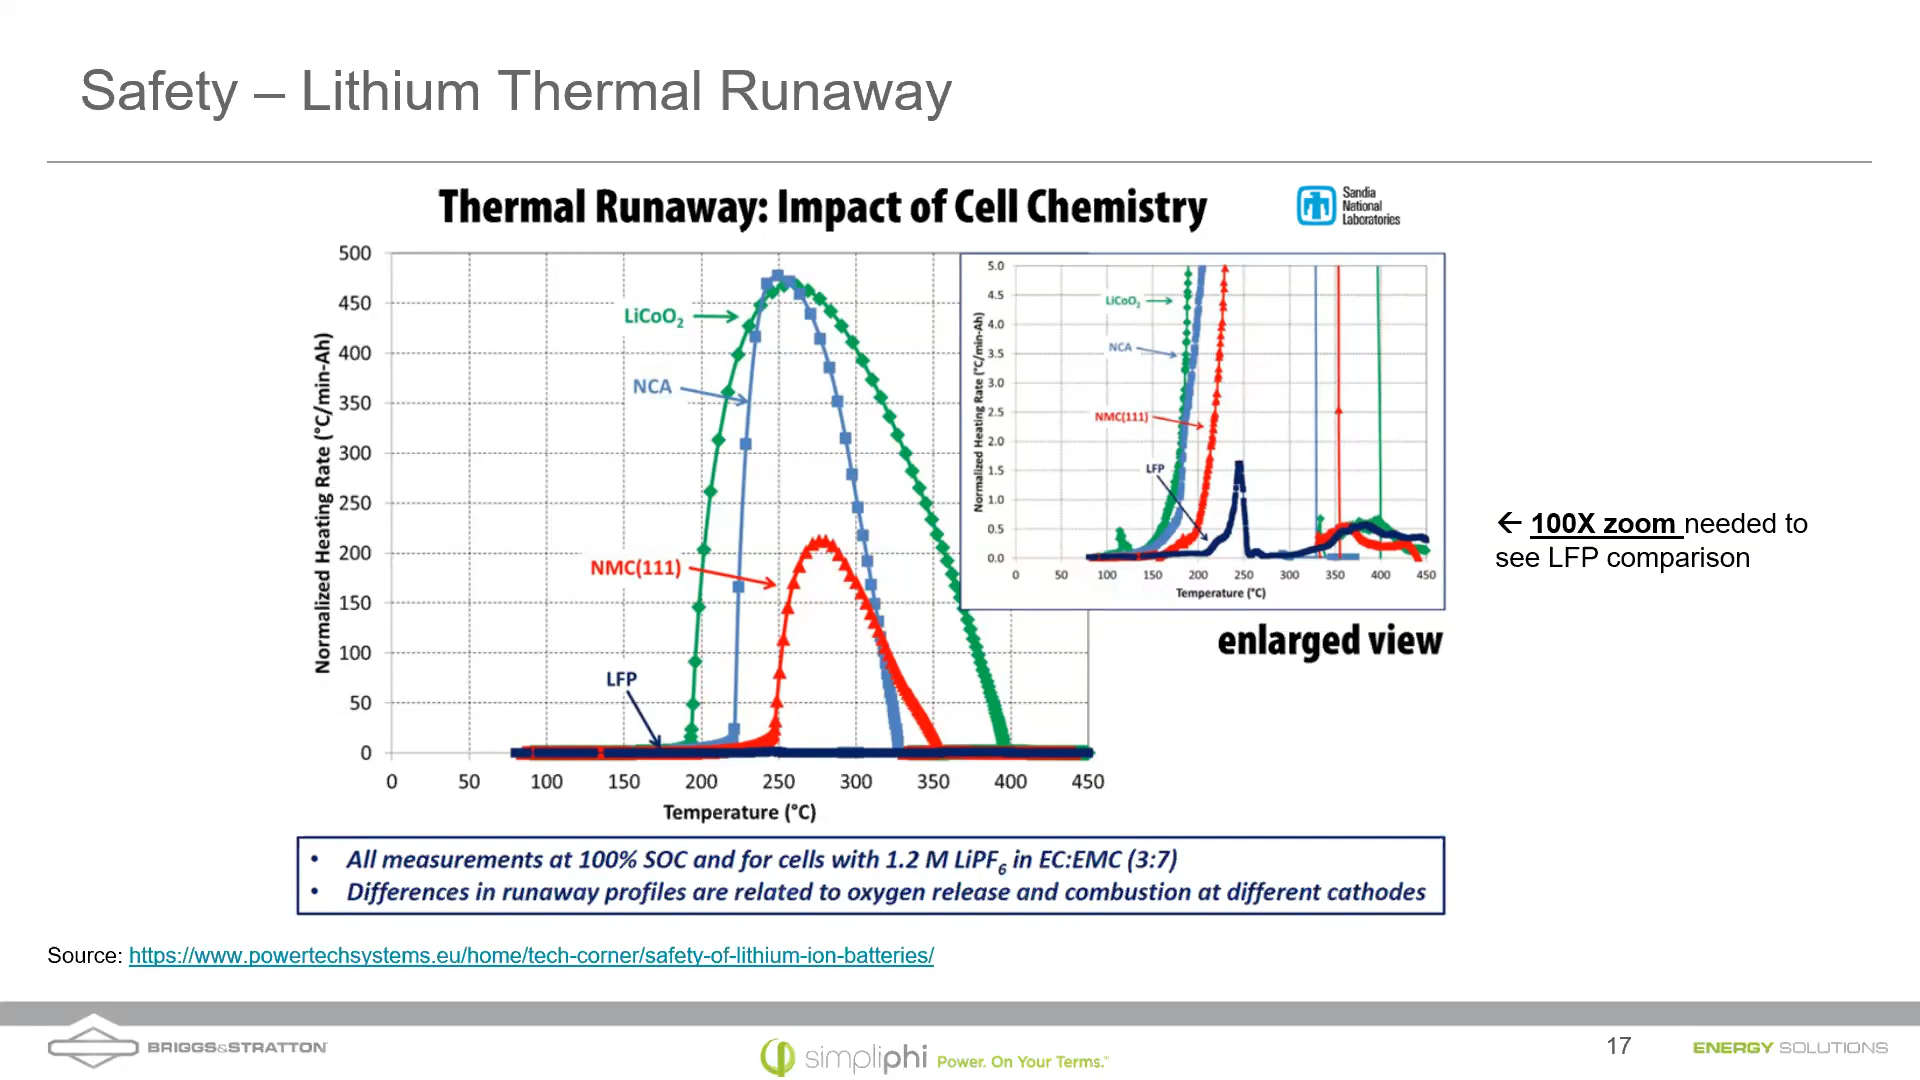 Safety – Lithium Thermal Runaway
Thermal Runaway: Impact of Cell Chemistry
Sandia
National
Laboratories
Normalized Heating Rate (°C/min-Ah)
500
450
400
350
300
250
200
150
100
50
0
LiCoO₂
NCA
NMC(111)
LFP
0 50 100 150 200 250 300 350 400 450
Temperature (°C)
Normalized Heating Rate (°C/min-Ah)
5.0
4.5
4.0
3.5
3.0
2.5
2.0
1.5
1.0
0.5
0.0
LiCoO₂
NCA
NMC(111)
LFP
0 50 100 150 200 250 300 350 400 450
Temperature (°C)
enlarged view
← 100X zoom needed to
see LFP comparison
• All measurements at 100% SOC and for cells with 1.2 M LiPF₆ in EC:EMC (3:7)
• Differences in runaway profiles are related to oxygen release and combustion at different cathodes
Source: https://www.powertechsystems.eu/home/tech-corner/safety-of-lithium-ion-batteries/
BRIGGS&STRATTON
simpliphi Power. On Your Terms.™
17
ENERGY SOLUTIONS